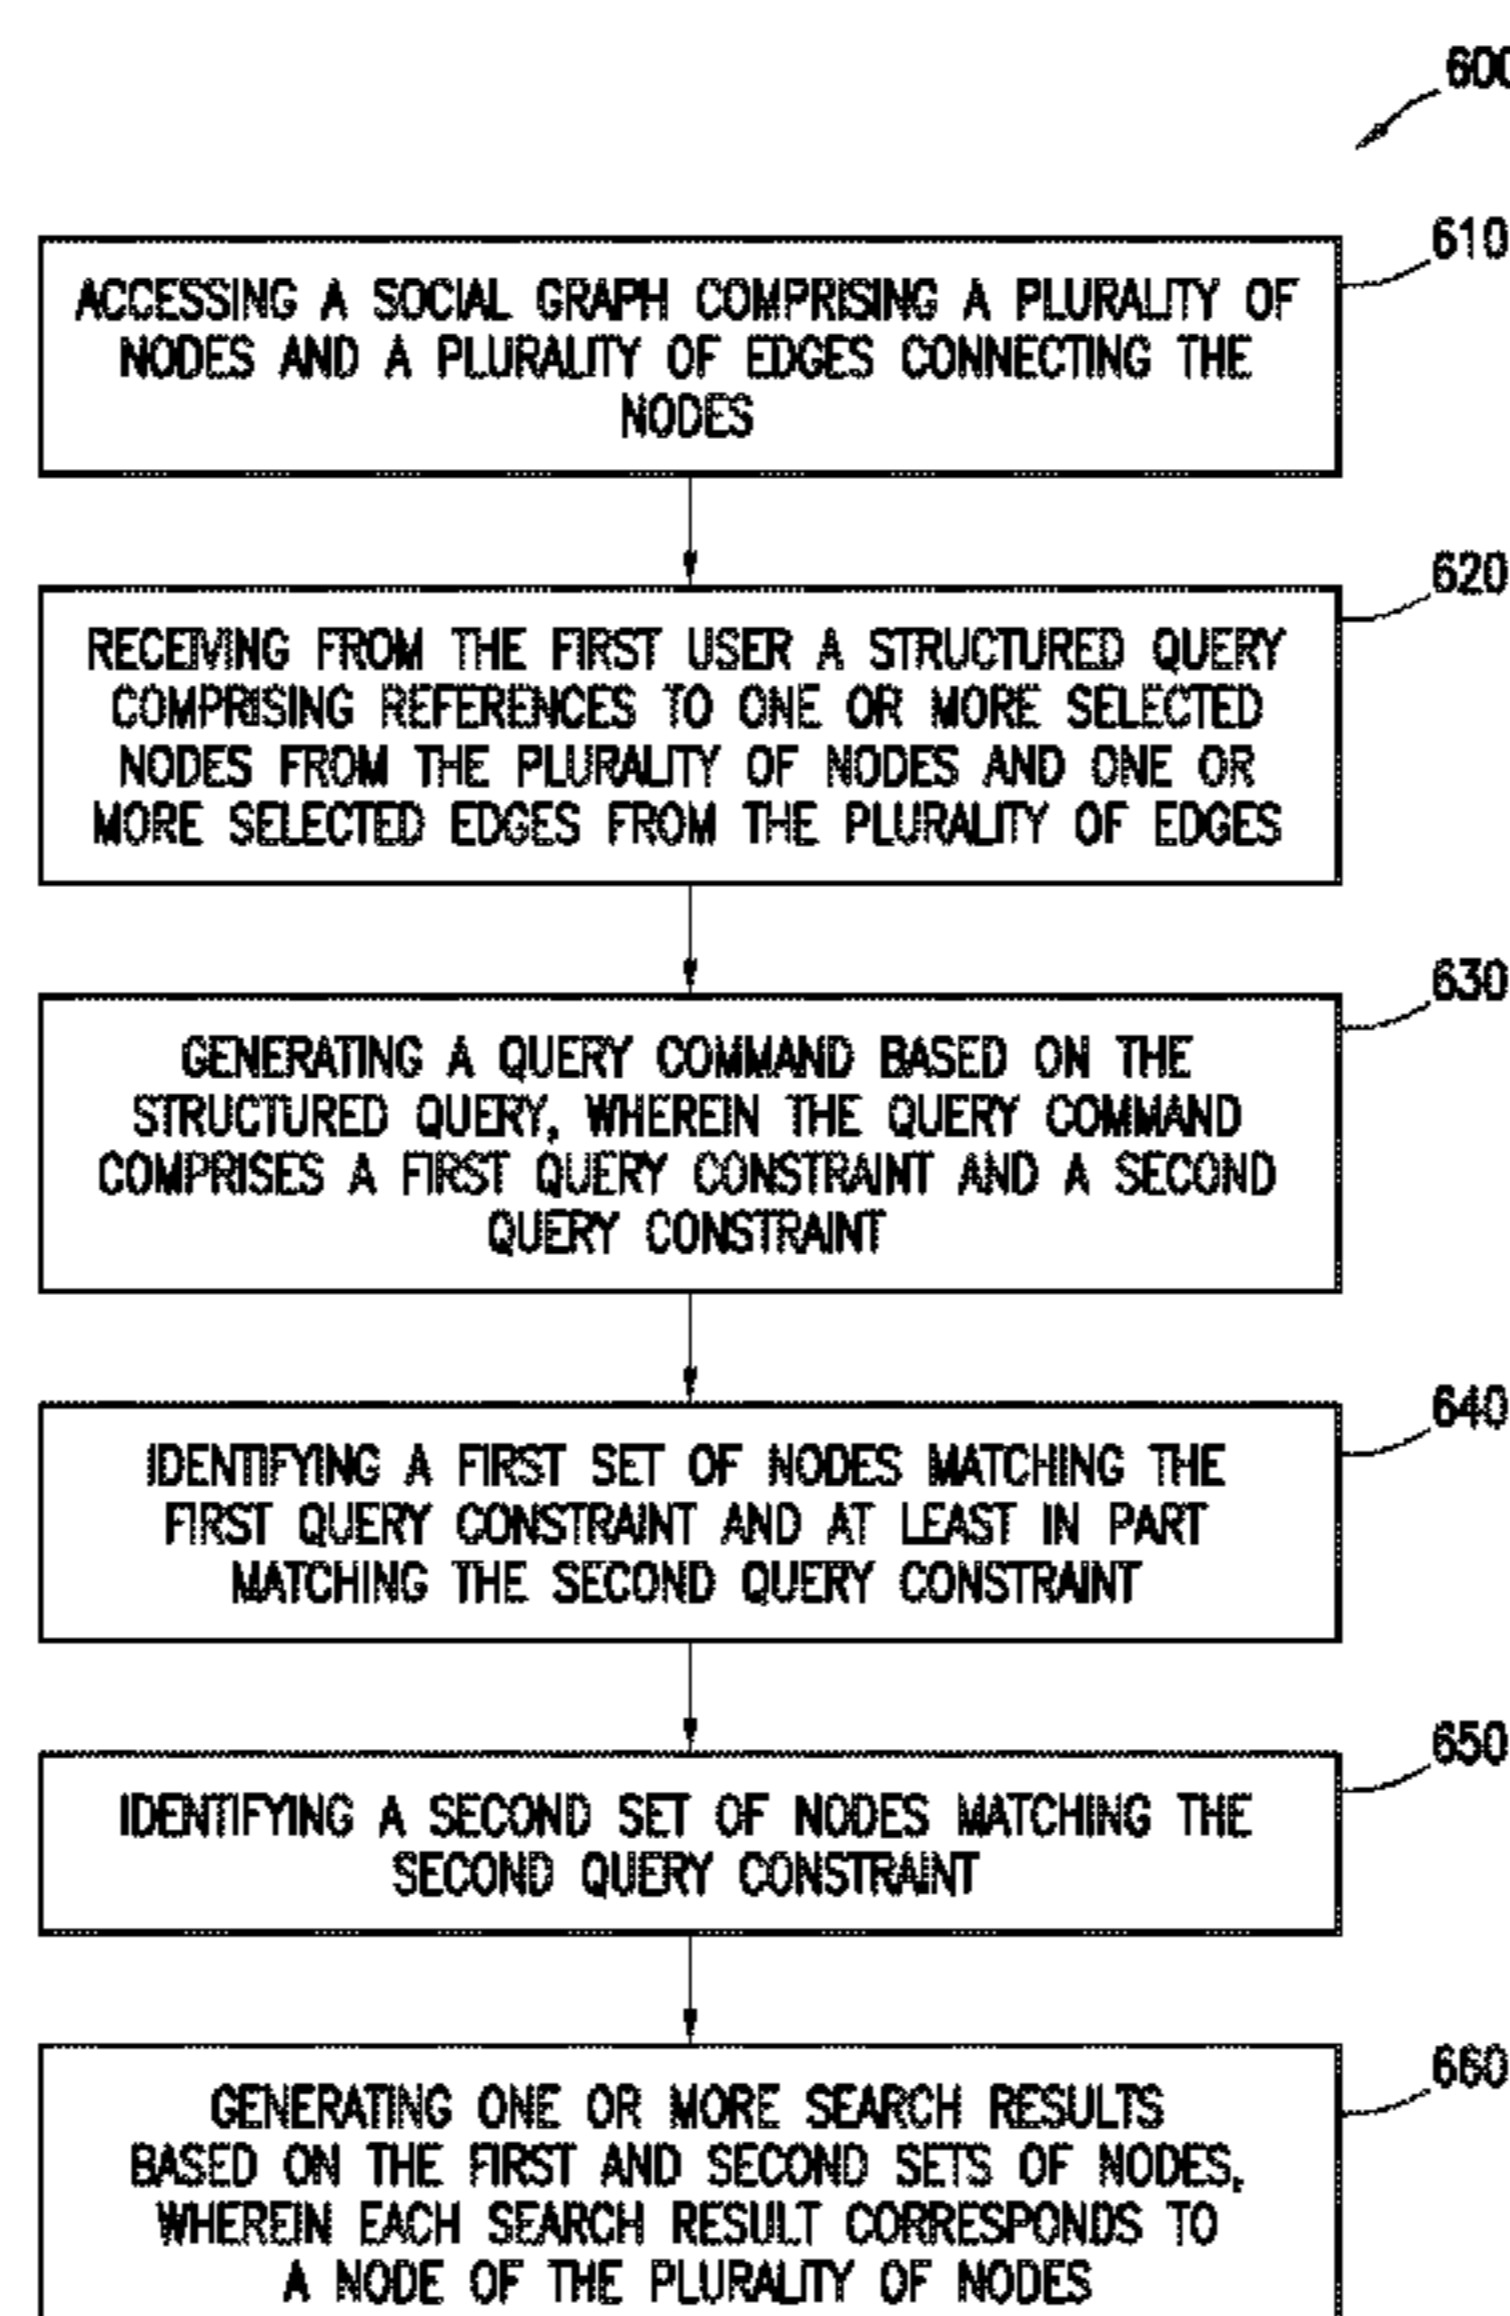 600
610
ACCESSING A SOCIAL GRAPH COMPRISING A PLURALITY OF
NODES AND A PLURALITY OF EDGES CONNECTING THE
NODES
620
RECEIVING FROM THE FIRST USER A STRUCTURED QUERY
COMPRISING REFERENCES TO ONE OR MORE SELECTED
NODES FROM THE PLURALITY OF NODES AND ONE OR
MORE SELECTED EDGES FROM THE PLURALITY OF EDGES
630
GENERATING A QUERY COMMAND BASED ON THE
STRUCTURED QUERY, WHEREIN THE QUERY COMMAND
COMPRISES A FIRST QUERY CONSTRAINT AND A SECOND
QUERY CONSTRAINT
640
IDENTIFYING A FIRST SET OF NODES MATCHING THE
FIRST QUERY CONSTRAINT AND AT LEAST IN PART
MATCHING THE SECOND QUERY CONSTRAINT
650
IDENTIFYING A SECOND SET OF NODES MATCHING THE
SECOND QUERY CONSTRAINT
660
GENERATING ONE OR MORE SEARCH RESULTS
BASED ON THE FIRST AND SECOND SETS OF NODES,
WHEREIN EACH SEARCH RESULT CORRESPONDS TO
A NODE OF THE PLURALITY OF NODES